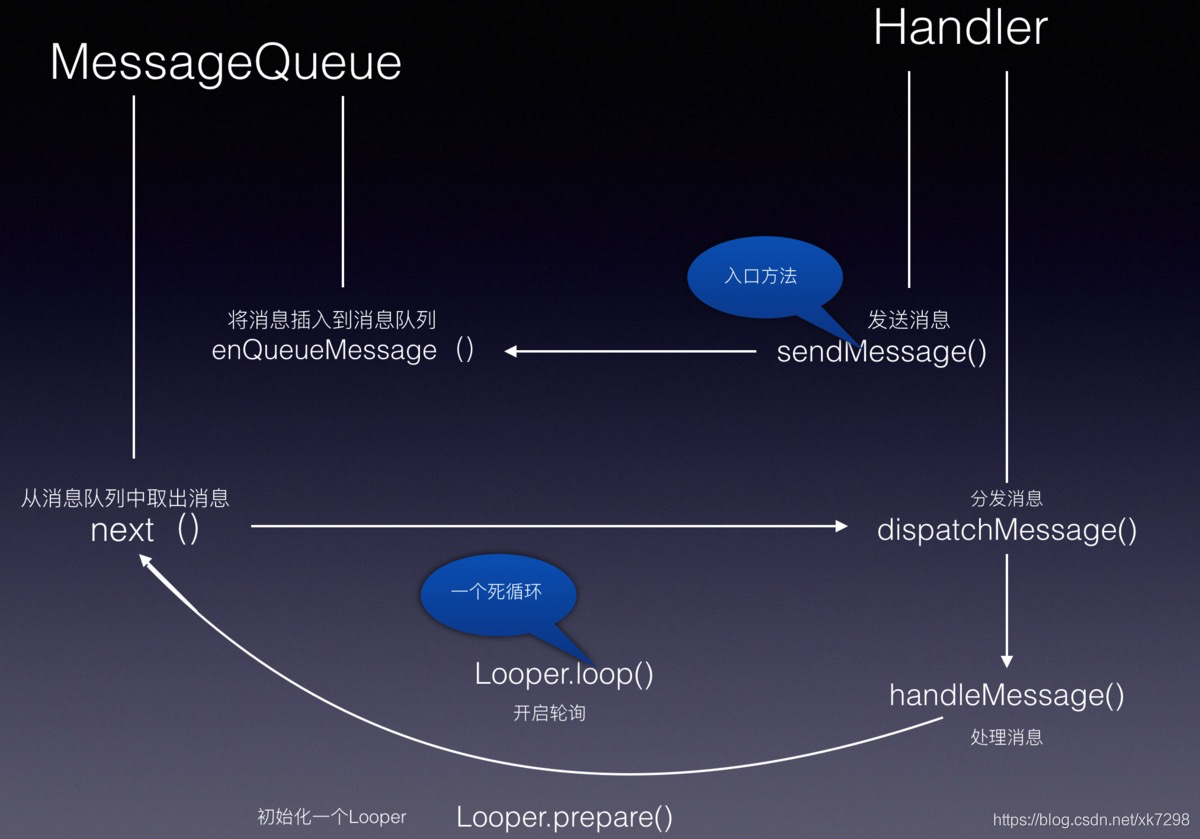 Handler
MessageQueue
入口方法
将消息插入到消息队列
发送消息
enQueueMessage ()
sendMessage()
从消息队列中取出消息
分发消息
next ()
dispatchMessage()
一个死循环
Looper.loop()
handleMessage()
开启轮询
处理消息
初始化一个Looper
Looper.prepare()
https://blog.csdn.net/xk7298